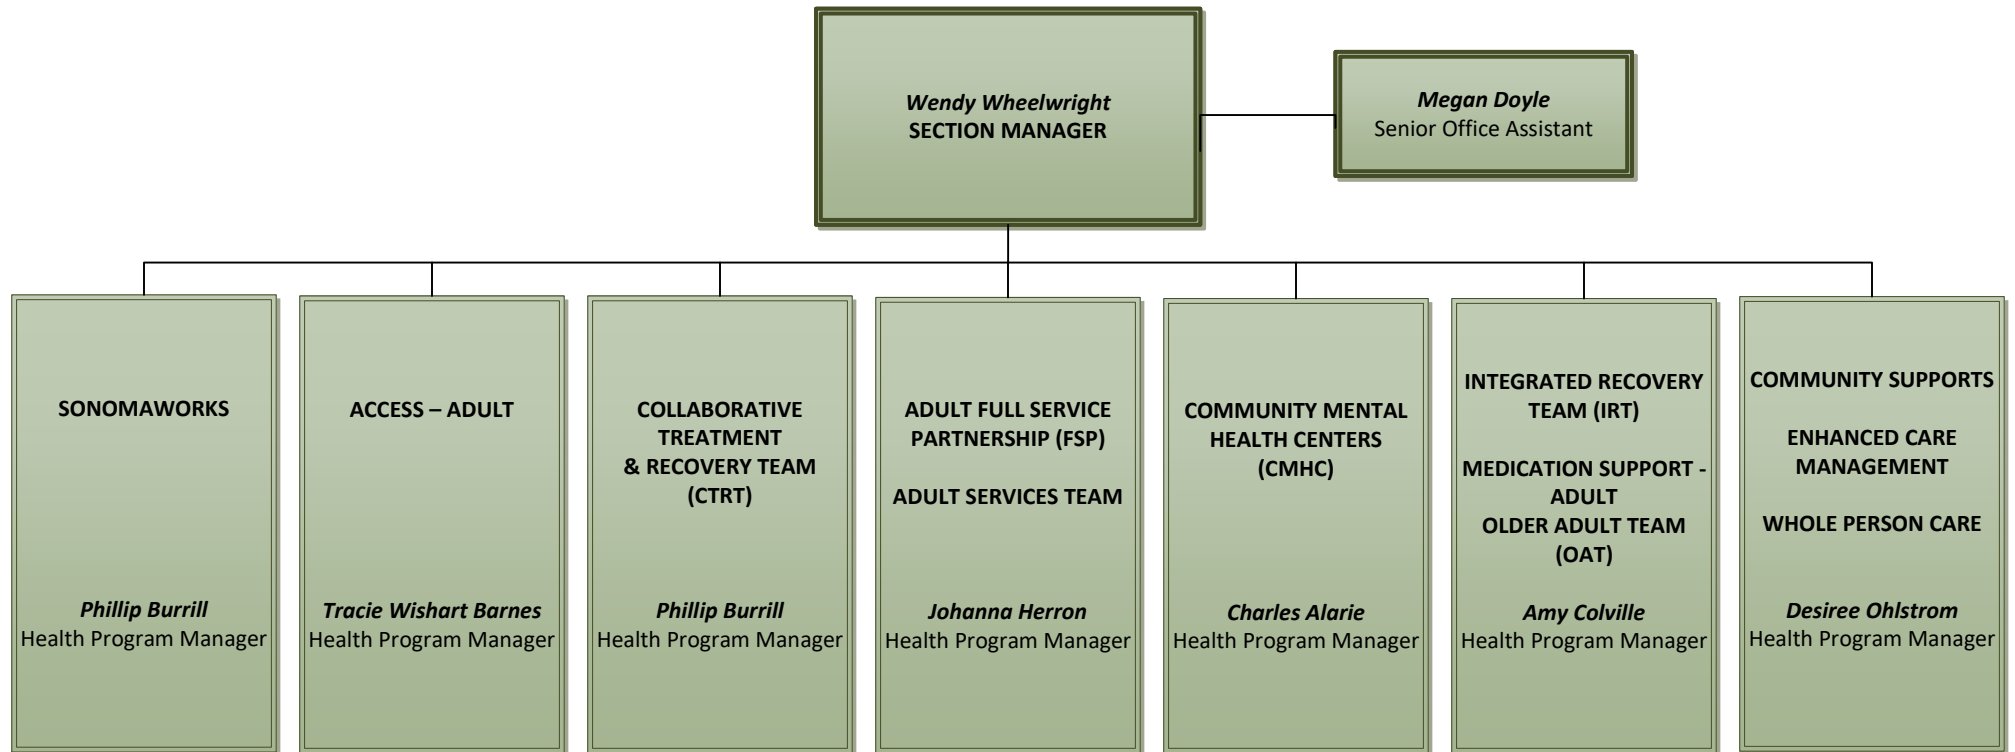 Wendy Wheelwright
SECTION MANAGER
Megan Doyle
Senior Office Assistant
SONOMAWORKS
Phillip Burrill
Health Program Manager
ACCESS – ADULT
Tracie Wishart Barnes
Health Program Manager
COLLABORATIVE
TREATMENT
& RECOVERY TEAM
(CTRT)
Phillip Burrill
Health Program Manager
ADULT FULL SERVICE
PARTNERSHIP (FSP)
ADULT SERVICES TEAM
Johanna Herron
Health Program Manager
COMMUNITY MENTAL
HEALTH CENTERS
(CMHC)
Charles Alarie
Health Program Manager
INTEGRATED RECOVERY
TEAM (IRT)
MEDICATION SUPPORT -
ADULT
OLDER ADULT TEAM
(OAT)
Amy Colville
Health Program Manager
COMMUNITY SUPPORTS
ENHANCED CARE
MANAGEMENT
WHOLE PERSON CARE
Desiree Ohlstrom
Health Program Manager